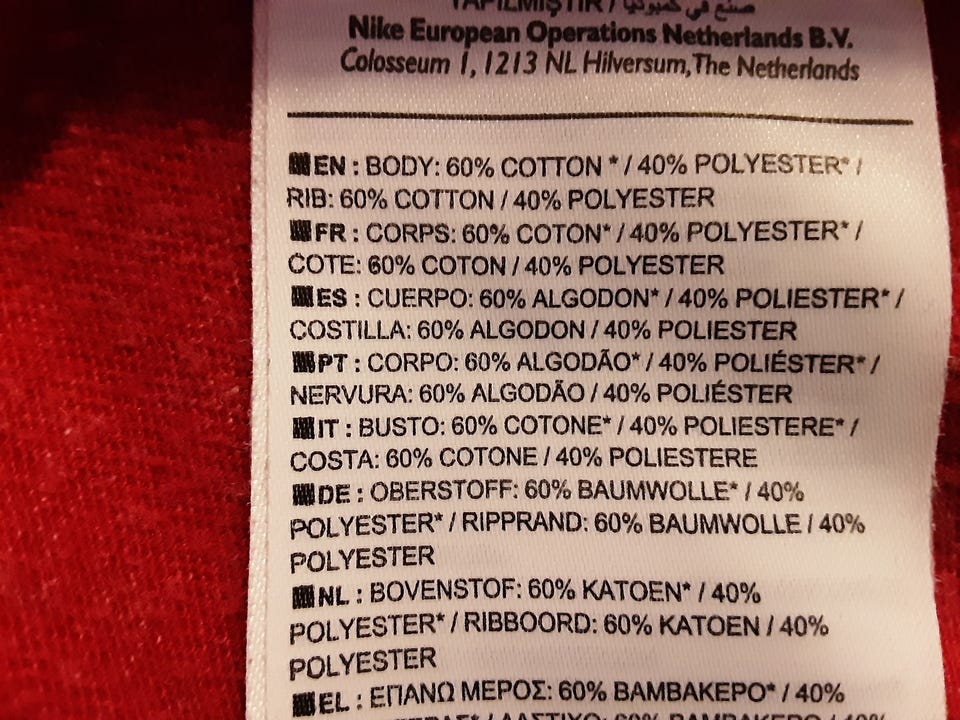 YAPILMIŞTIR / صنع في كمبوديا
Nike European Operations Netherlands B.V.
Colosseum 1, 1213 NL Hilversum,The Netherlands
EN : BODY: 60% COTTON * / 40% POLYESTER* /
RIB: 60% COTTON / 40% POLYESTER
FR : CORPS: 60% COTON* / 40% POLYESTER* /
COTE: 60% COTON / 40% POLYESTER
ES : CUERPO: 60% ALGODON* / 40% POLIESTER* /
COSTILLA: 60% ALGODON / 40% POLIESTER
PT : CORPO: 60% ALGODÃO* / 40% POLIÉSTER* /
NERVURA: 60% ALGODÃO / 40% POLIÉSTER
IT : BUSTO: 60% COTONE* / 40% POLIESTERE* /
COSTA: 60% COTONE / 40% POLIESTERE
DE : OBERSTOFF: 60% BAUMWOLLE* / 40%
POLYESTER* / RIPPRAND: 60% BAUMWOLLE / 40%
POLYESTER
NL : BOVENSTOF: 60% KATOEN* / 40%
POLYESTER* / RIBBOORD: 60% KATOEN / 40%
POLYESTER
EL : ΕΠΑΝΩ ΜΕΡΟΣ: 60% ΒΑΜΒΑΚΕΡΟ* / 40%